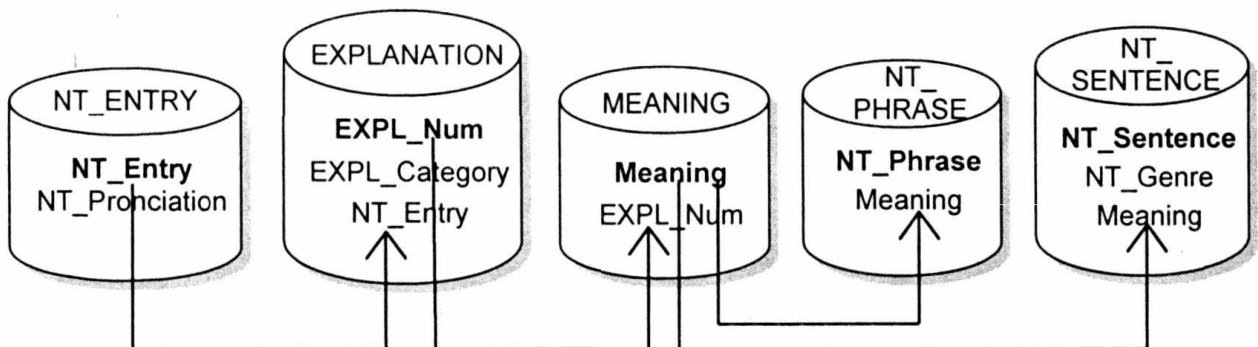 NT_ENTRY
NT_Entry
NT_Pronciation
EXPLANATION
EXPL_Num
EXPL_Category
NT_Entry
MEANING
Meaning
EXPL_Num
NT_
PHRASE
NT_Phrase
Meaning
NT_
SENTENCE
NT_Sentence
NT_Genre
Meaning